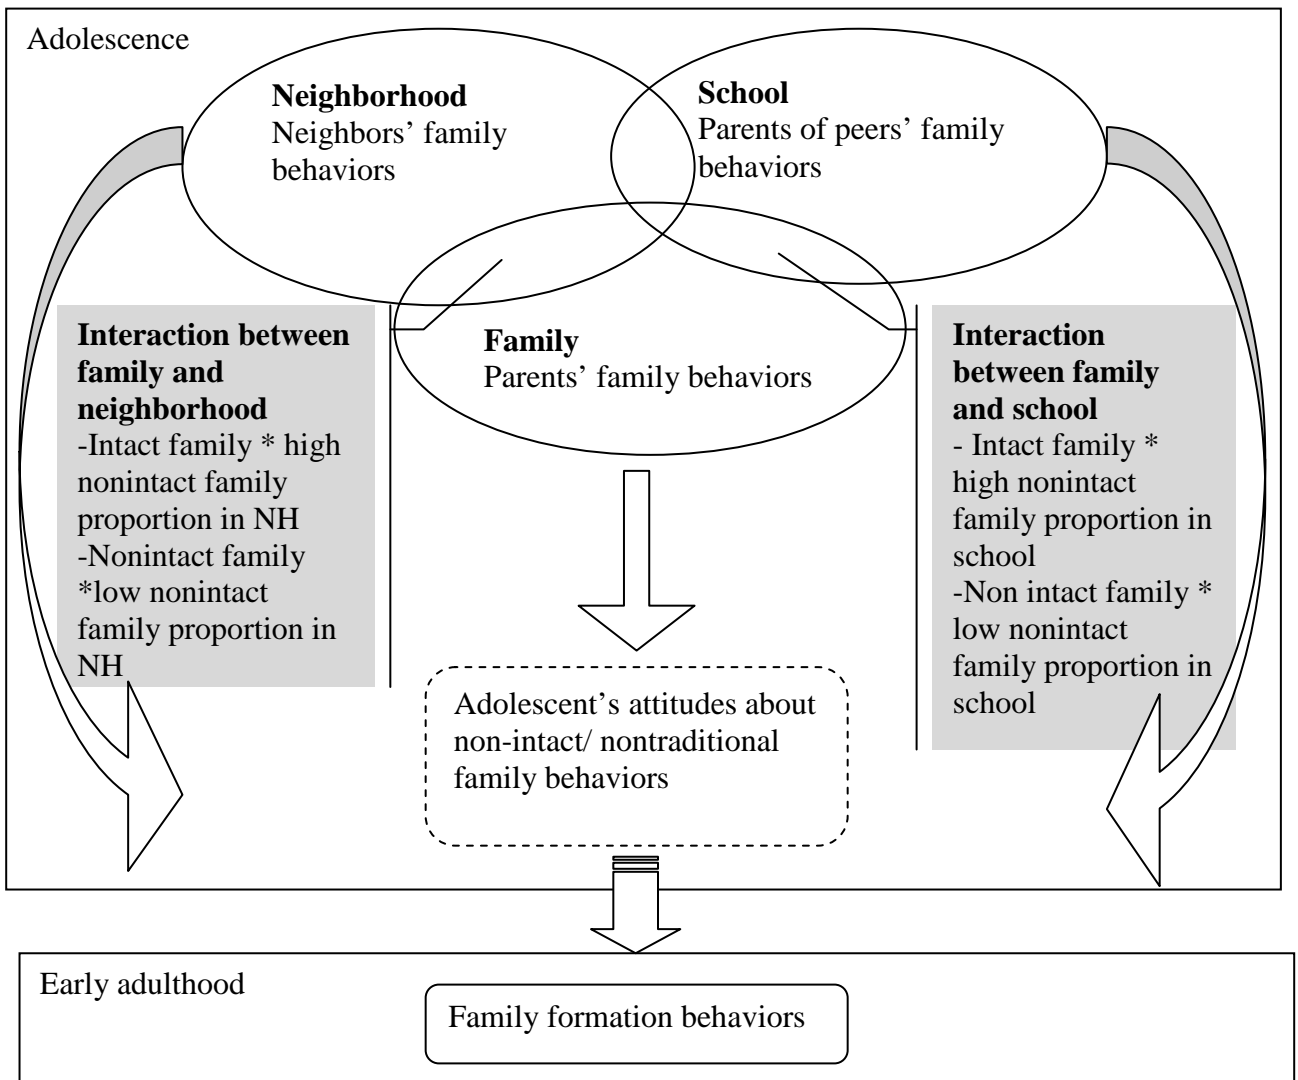 Adolescence
Neighborhood
Neighbors’ family
behaviors
School
Parents of peers’ family
behaviors
Family
Parents’ family behaviors
Interaction between
family and
neighborhood
-Intact family * high
nonintact family
proportion in NH
-Nonintact family
*low nonintact
family proportion in
NH
Interaction
between family
and school
- Intact family *
high nonintact
family proportion in
school
-Non intact family *
low nonintact
family proportion in
school
Adolescent’s attitudes about
non-intact/ nontraditional
family behaviors
Early adulthood
Family formation behaviors